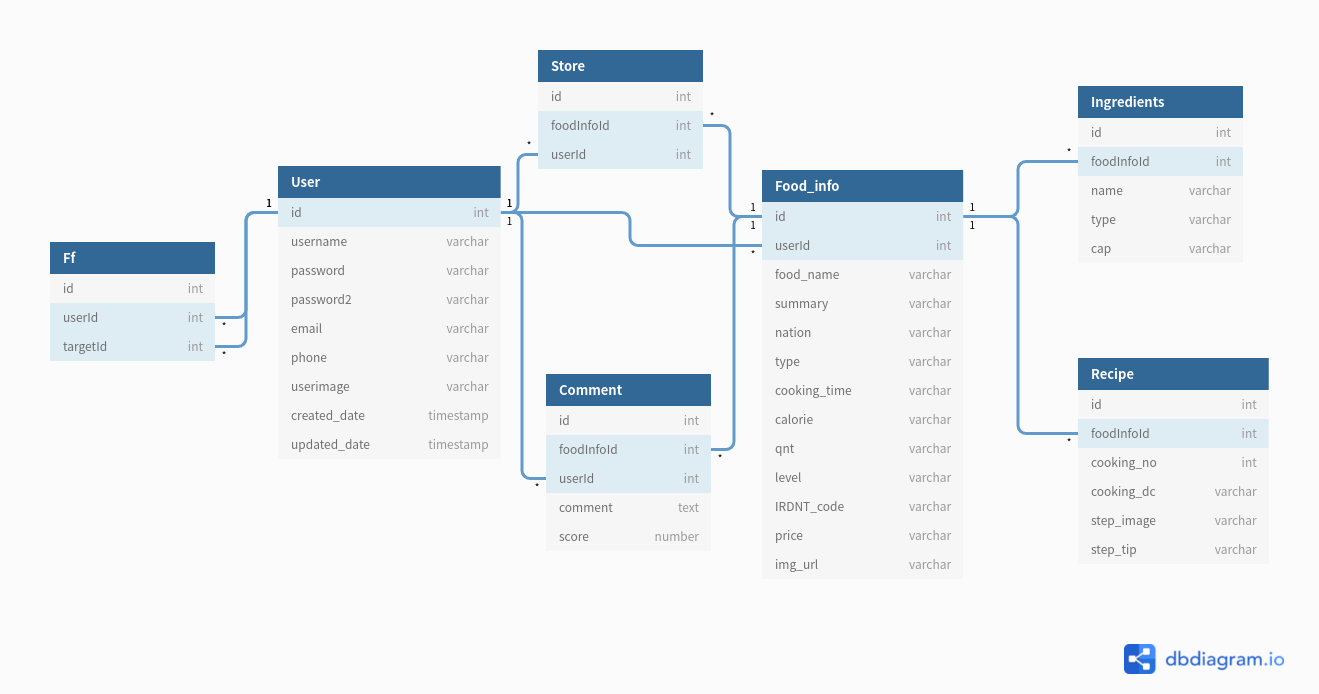 Store
id int
foodInfoId int
userId int
User
id int
username varchar
password varchar
password2 varchar
email varchar
phone varchar
userimage varchar
created_date timestamp
updated_date timestamp
Ff
id int
userId int
targetId int
Comment
id int
foodInfoId int
userId int
comment text
score number
Food_info
id int
userId int
food_name varchar
summary varchar
nation varchar
type varchar
cooking_time varchar
calorie varchar
qnt varchar
level varchar
IRDNT_code varchar
price varchar
img_url varchar
Ingredients
id int
foodInfoId int
name varchar
type varchar
cap varchar
Recipe
id int
foodInfoId int
cooking_no int
cooking_dc varchar
step_image varchar
step_tip varchar
1
*
*
1
1
*
*
1
1
*
*
*
1
1
*
*
dbdiagram.io